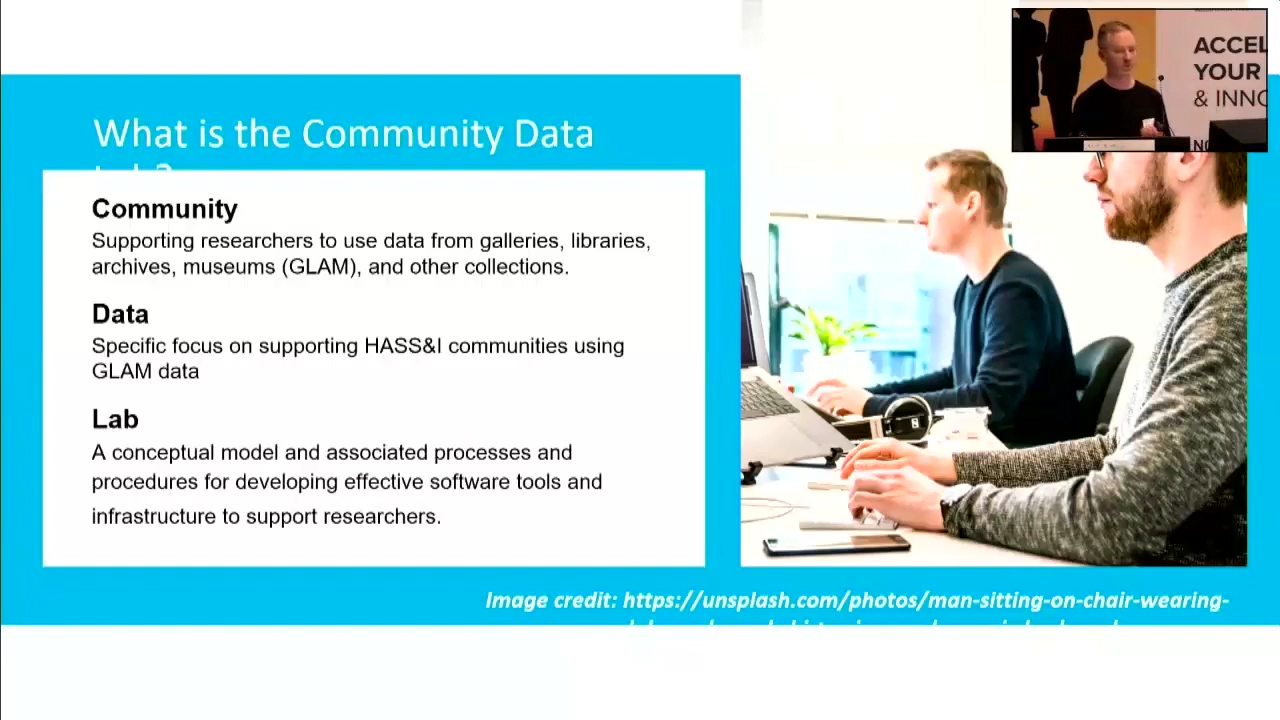 What is the Community Data
Community
Supporting researchers to use data from galleries, libraries,
archives, museums (GLAM), and other collections.
Data
Specific focus on supporting HASS&I communities using
GLAM data
Lab
A conceptual model and associated processes and
procedures for developing effective software tools and
infrastructure to support researchers.
Image credit: https://unsplash.com/photos/man-sitting-on-chair-wearing-
ACCEL
YOUR
& INNO